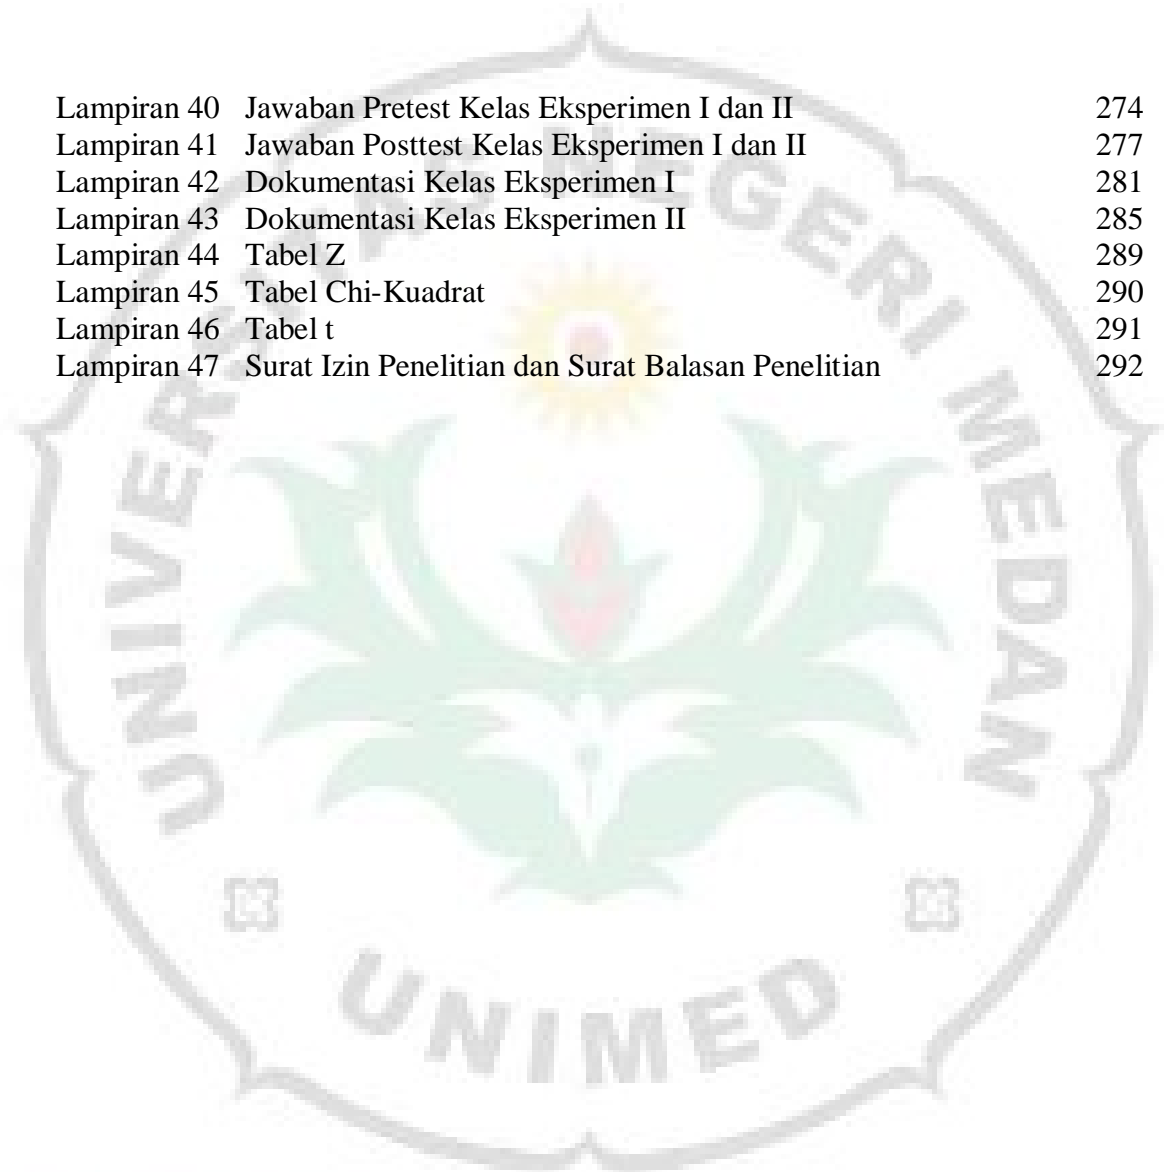 Lampiran 40 Jawaban Pretest Kelas Eksperimen I dan II 274
Lampiran 41 Jawaban Posttest Kelas Eksperimen I dan II 277
Lampiran 42 Dokumentasi Kelas Eksperimen I 281
Lampiran 43 Dokumentasi Kelas Eksperimen II 285
Lampiran 44 Tabel Z 289
Lampiran 45 Tabel Chi-Kuadrat 290
Lampiran 46 Tabel t 291
Lampiran 47 Surat Izin Penelitian dan Surat Balasan Penelitian 292
UNIVERSITAS NEGERI MEDAN
UNIMED